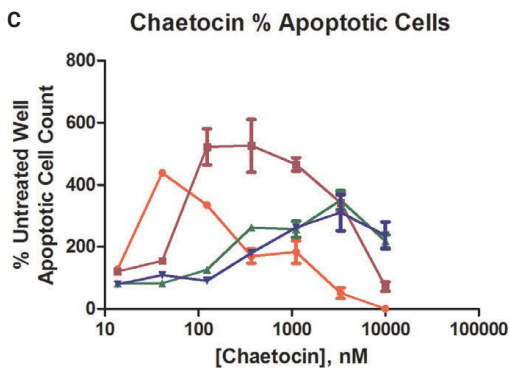 C
Chaetocin % Apoptotic Cells
% Untreated Well
Apoptotic Cell Count
800
600
400
200
0
10
100
1000
10000
100000
[Chaetocin], nM